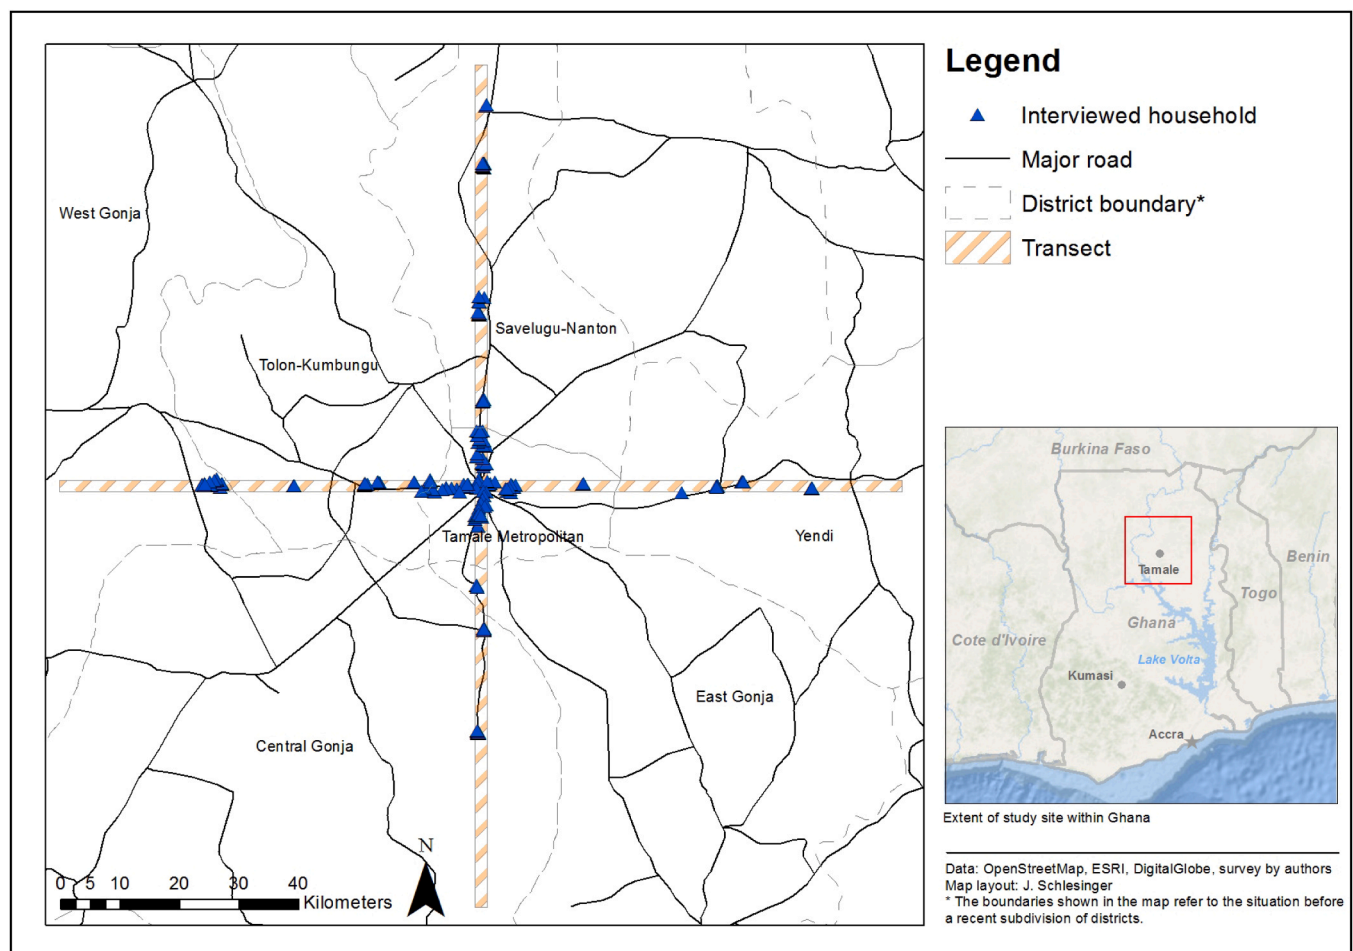 Legend
Interviewed household
Major road
District boundary*
Transect
West Gonja
Savelugu-Nanton
Tolon-Kumbungu
Tamale Metropolitan
Yendi
East Gonja
Central Gonja
N
0 5 10 20 30 40
Kilometers
Burkina Faso
Benin
Tamale
Togo
Ghana
Cote d'Ivoire
Lake Volta
Kumasi
Accra
Extent of study site within Ghana
Data: OpenStreetMap, ESRI, DigitalGlobe, survey by authors
Map layout: J. Schlesinger
* The boundaries shown in the map refer to the situation before
a recent subdivision of districts.